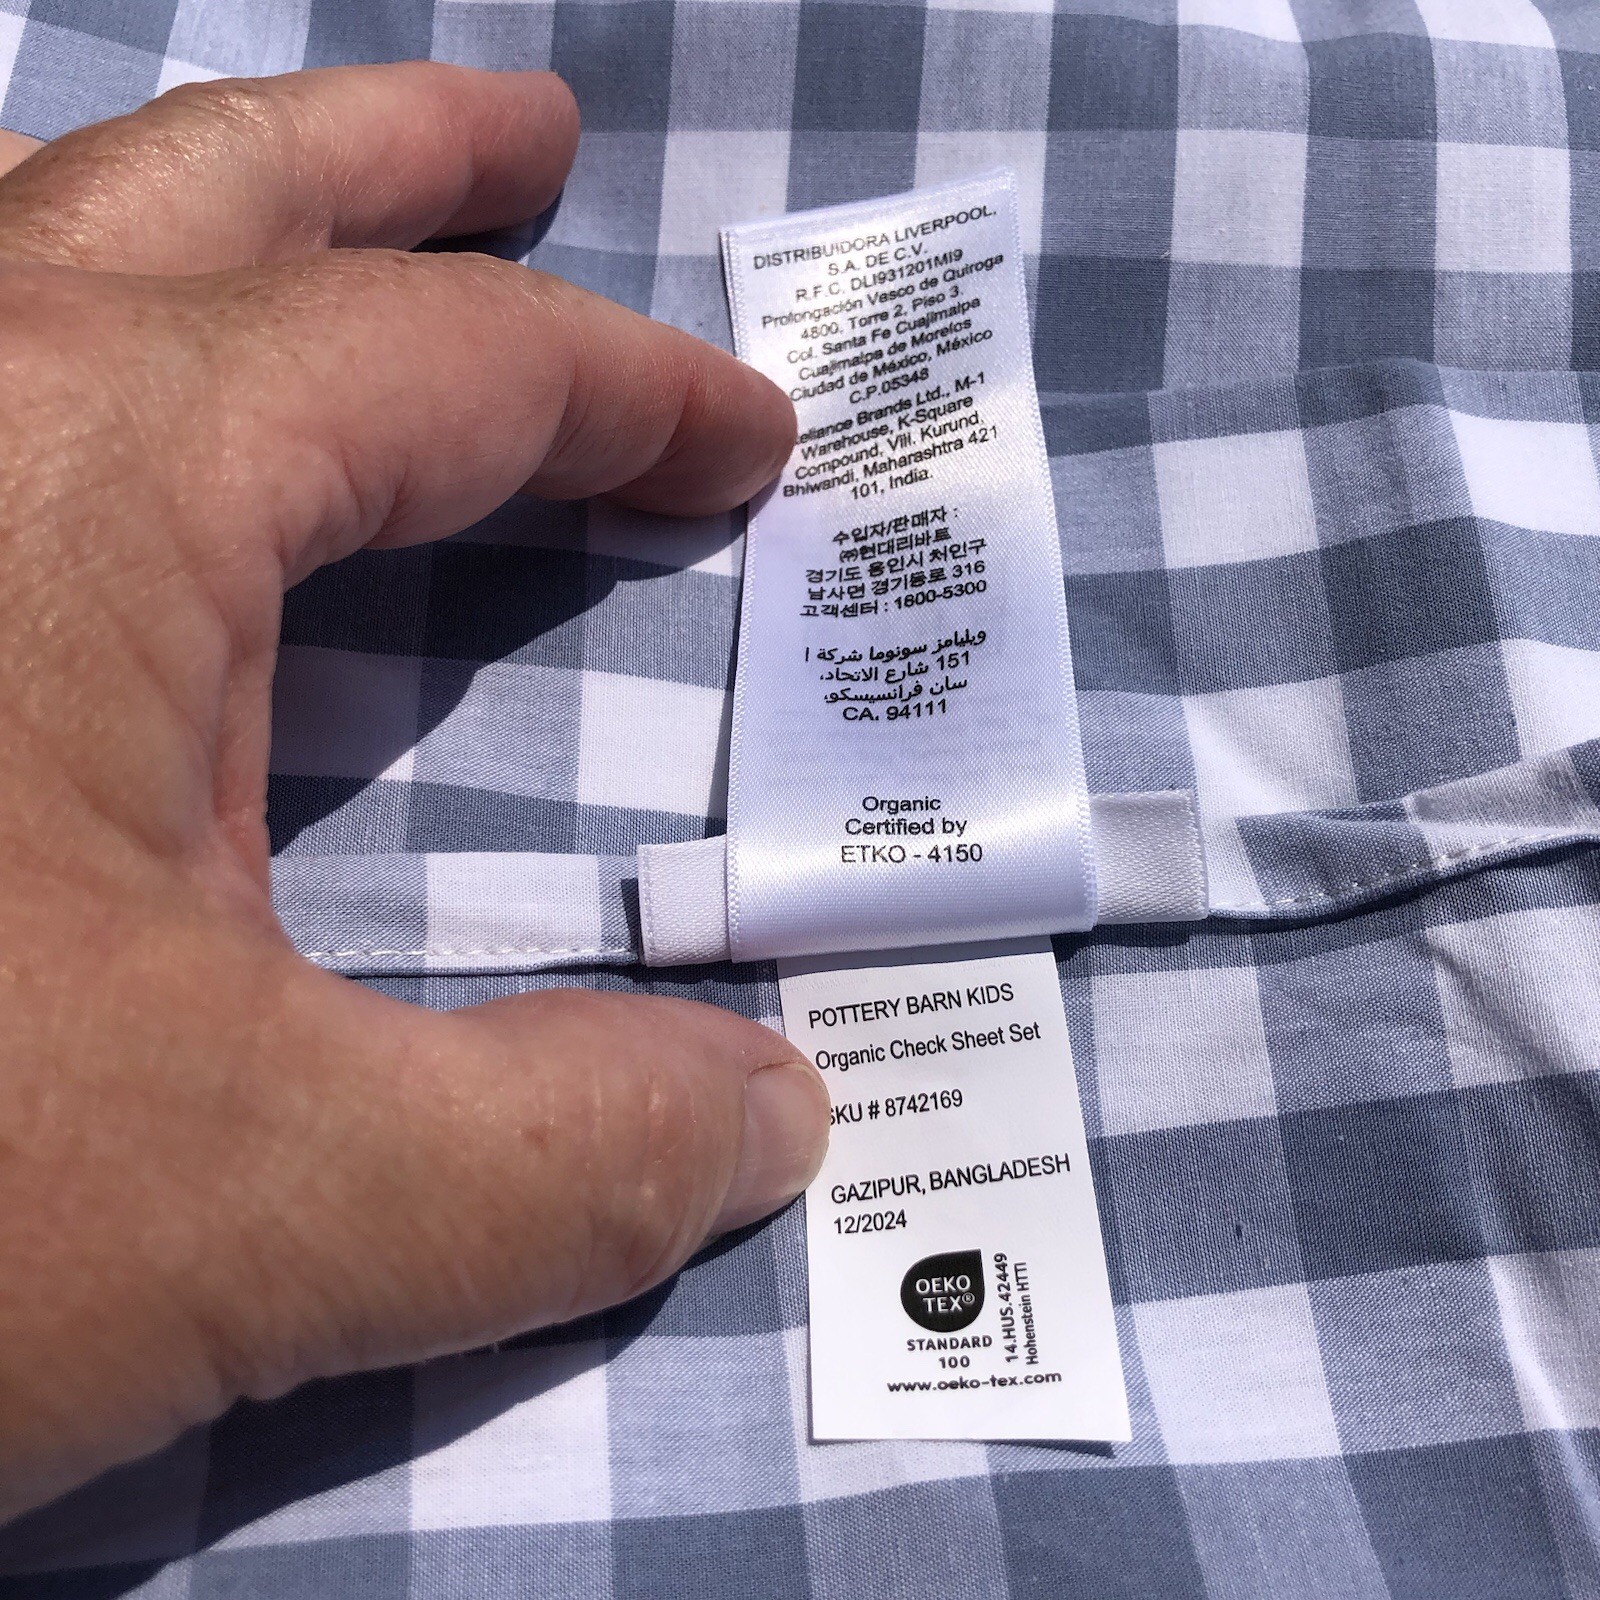 DISTRIBUIDORA LIVERPOOL,
S.A. DE C.V.
R.F.C. DLI931201MI9
Prolongación Vasco de Quiroga
4800, Torre 2, Piso 3.
Col. Santa Fe Cuajimalpa
Cuajimalpa de Morelos
Ciudad de México, México
C.P.05348
Brands Ltd., M-1
Warehouse, K-Square
Compound, Vill. Kurund,
Bhiwandi, Maharashtra 421
101, India.
수입자/판매자 :
㈜현대리바트
경기도 용인시 처인구
남사면 경기동로 316
고객센터 : 1600-5300
ويليامز سونوما شركة ا
151 شارع الاتحاد،
سان فرانسيسكو،
CA. 94111
Organic
Certified by
ETKO - 4150
POTTERY BARN KIDS
Organic Check Sheet Set
SKU # 8742169
GAZIPUR, BANGLADESH
12/2024
OEKO
TEX®
STANDARD
100
14.HUS.42449
Hohenstein HTTI
www.oeko-tex.com